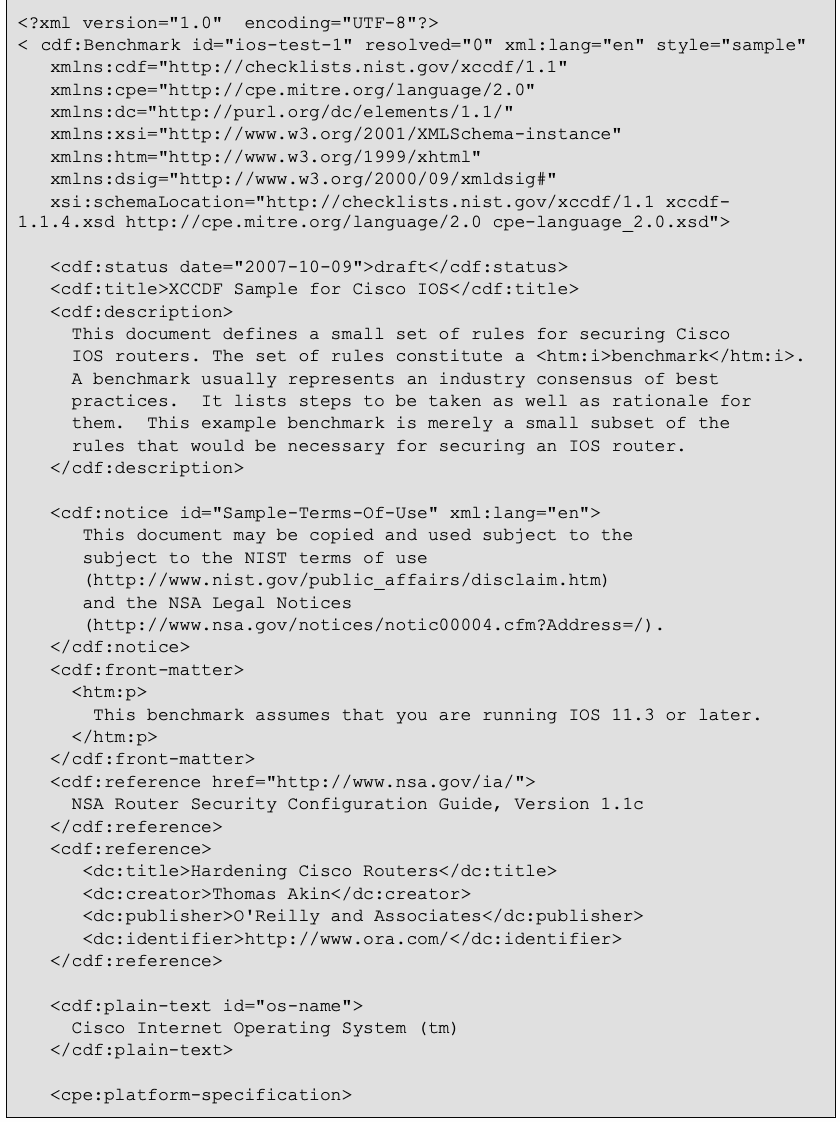 <?xml version="1.0"  encoding="UTF-8"?>
< cdf:Benchmark id="ios-test-1" resolved="0" xml:lang="en" style="sample"
   xmlns:cdf="http://checklists.nist.gov/xccdf/1.1"
   xmlns:cpe="http://cpe.mitre.org/language/2.0"
   xmlns:dc="http://purl.org/dc/elements/1.1/"
   xmlns:xsi="http://www.w3.org/2001/XMLSchema-instance"
   xmlns:htm="http://www.w3.org/1999/xhtml"
   xmlns:dsig="http://www.w3.org/2000/09/xmldsig#"
   xsi:schemaLocation="http://checklists.nist.gov/xccdf/1.1 xccdf-
1.1.4.xsd http://cpe.mitre.org/language/2.0 cpe-language_2.0.xsd">

   <cdf:status date="2007-10-09">draft</cdf:status>
   <cdf:title>XCCDF Sample for Cisco IOS</cdf:title>
   <cdf:description>
     This document defines a small set of rules for securing Cisco
     IOS routers. The set of rules constitute a <htm:i>benchmark</htm:i>.
     A benchmark usually represents an industry consensus of best
     practices.  It lists steps to be taken as well as rationale for
     them.  This example benchmark is merely a small subset of the
     rules that would be necessary for securing an IOS router.
   </cdf:description>

   <cdf:notice id="Sample-Terms-Of-Use" xml:lang="en">
      This document may be copied and used subject to the
      subject to the NIST terms of use
      (http://www.nist.gov/public_affairs/disclaim.htm)
      and the NSA Legal Notices
      (http://www.nsa.gov/notices/notic00004.cfm?Address=/).
   </cdf:notice>
   <cdf:front-matter>
     <htm:p>
       This benchmark assumes that you are running IOS 11.3 or later.
     </htm:p>
   </cdf:front-matter>
   <cdf:reference href="http://www.nsa.gov/ia/">
     NSA Router Security Configuration Guide, Version 1.1c
   </cdf:reference>
   <cdf:reference>
      <dc:title>Hardening Cisco Routers</dc:title>
      <dc:creator>Thomas Akin</dc:creator>
      <dc:publisher>O'Reilly and Associates</dc:publisher>
      <dc:identifier>http://www.ora.com/</dc:identifier>
   </cdf:reference>

   <cdf:plain-text id="os-name">
     Cisco Internet Operating System (tm)
   </cdf:plain-text>

   <cpe:platform-specification>